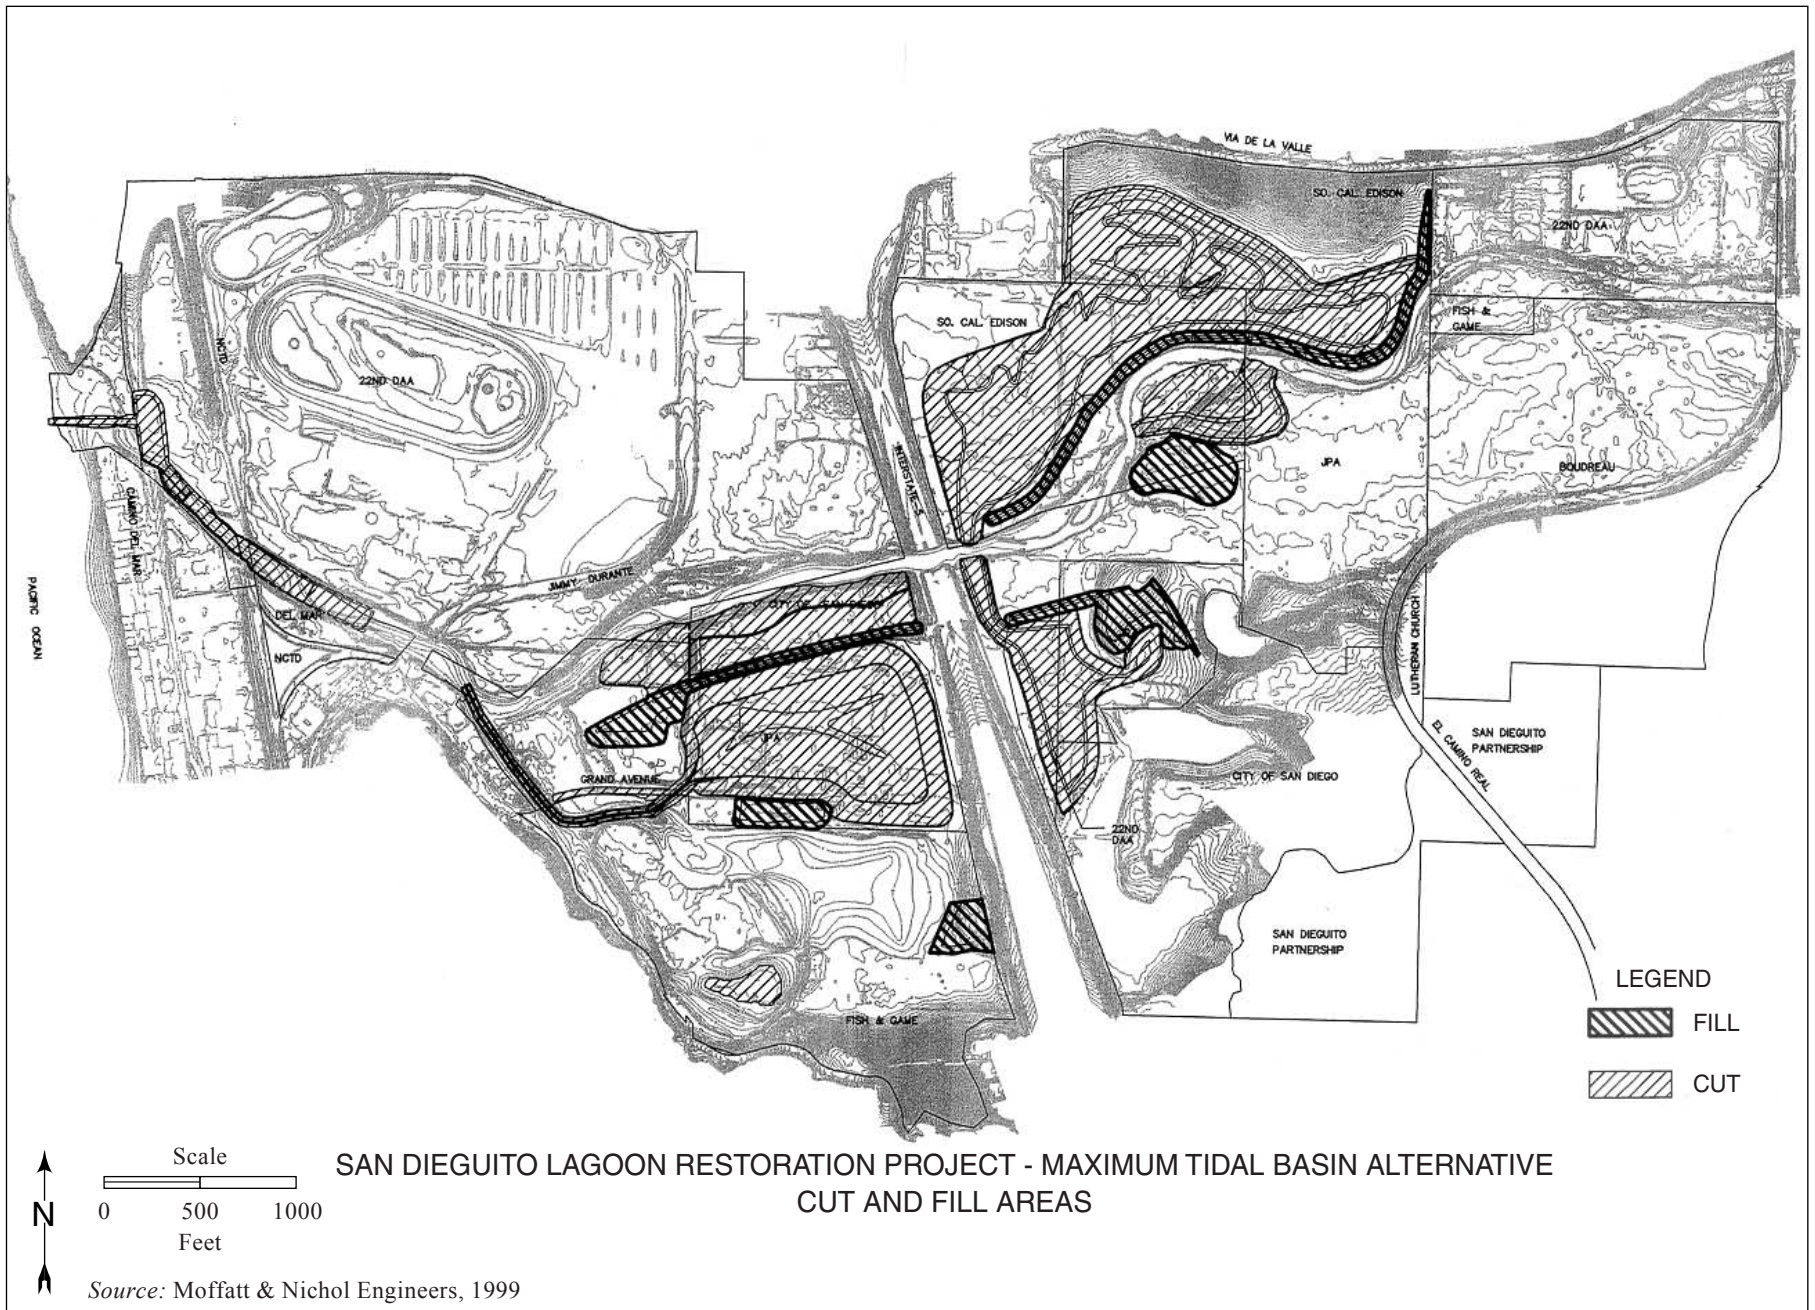 VIA DE LA VALLE
SO. CAL. EDISON
22ND DAA
SO. CAL. EDISON
FISH &
GAME
NCTD
22ND DAA
INTERSTATE 5
JPA
BOUDREAU
CAMINO DEL MAR
PACIFIC OCEAN
JIMMY DURANTE
DEL MAR
NCTD
CITY OF SAN DIEGO
LUTHERAN CHURCH
JPA
GRAND AVENUE
EL CAMINO REAL
SAN DIEGUITO
PARTNERSHIP
CITY OF SAN DIEGO
22ND
DAA
SAN DIEGUITO
PARTNERSHIP
FISH & GAME
LEGEND
FILL
CUT
N
Scale
0 500 1000
Feet
SAN DIEGUITO LAGOON RESTORATION PROJECT - MAXIMUM TIDAL BASIN ALTERNATIVE
CUT AND FILL AREAS
Source: Moffatt & Nichol Engineers, 1999